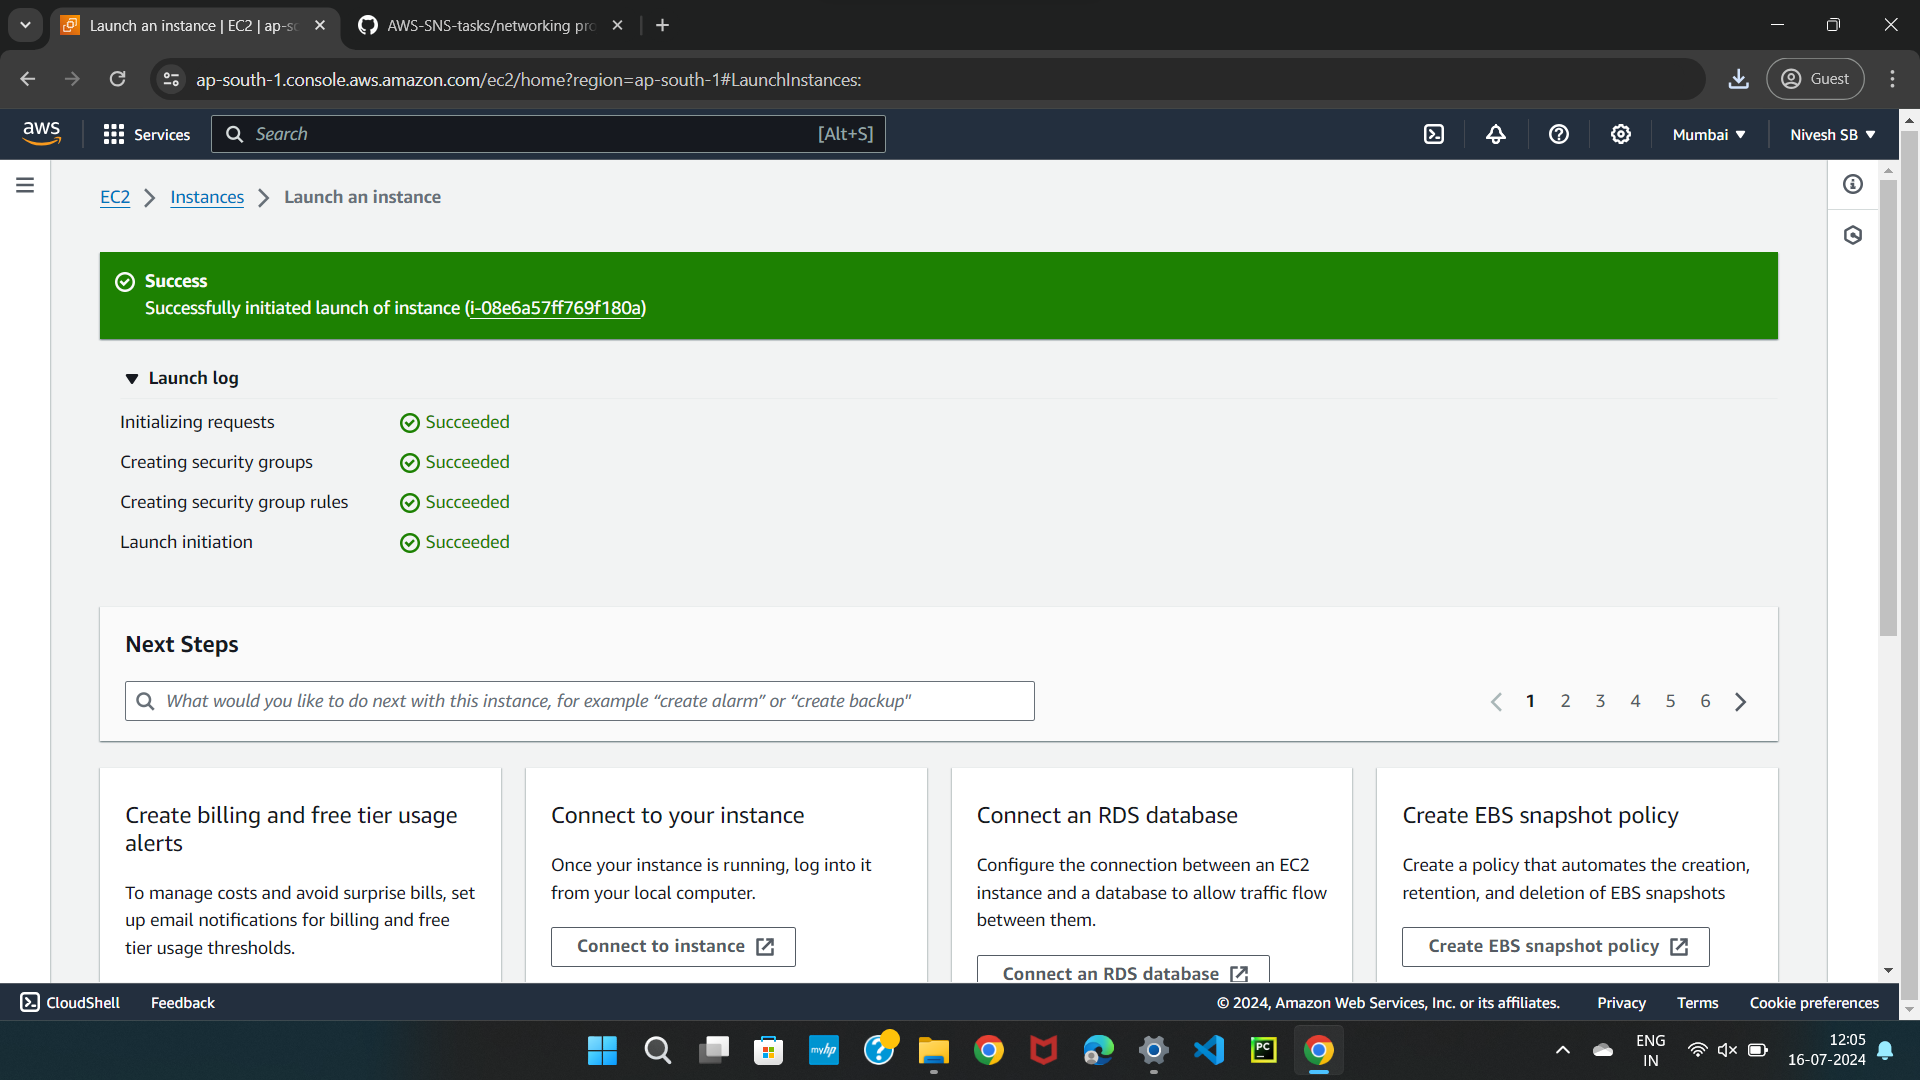 Launch an instance | EC2 | ap-so
AWS-SNS-tasks/networking pro
ap-south-1.console.aws.amazon.com/ec2/home?region=ap-south-1#LaunchInstances:
Guest
aws
Services
Search
[Alt+S]
Mumbai
Nivesh SB
EC2
Instances
Launch an instance
Success
Successfully initiated launch of instance (i-08e6a57ff769f180a)
Launch log
Initializing requests
Succeeded
Creating security groups
Succeeded
Creating security group rules
Succeeded
Launch initiation
Succeeded
Next Steps
What would you like to do next with this instance, for example “create alarm” or “create backup"
1 2 3 4 5 6
Create billing and free tier usage
alerts
To manage costs and avoid surprise bills, set
up email notifications for billing and free
tier usage thresholds.
Connect to your instance
Once your instance is running, log into it
from your local computer.
Connect to instance
Connect an RDS database
Configure the connection between an EC2
instance and a database to allow traffic flow
between them.
Connect an RDS database
Create EBS snapshot policy
Create a policy that automates the creation,
retention, and deletion of EBS snapshots
Create EBS snapshot policy
CloudShell
Feedback
© 2024, Amazon Web Services, Inc. or its affiliates.
Privacy
Terms
Cookie preferences
myhp
PC
ENG
IN
12:05
16-07-2024